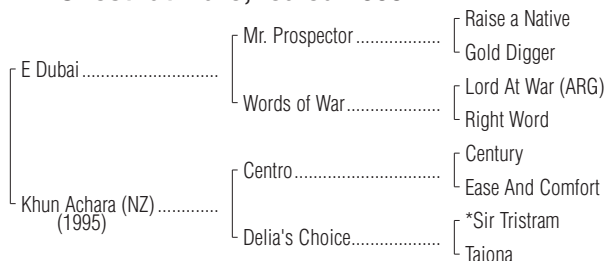 Raise a Native
Mr. Prospector
Gold Digger
E Dubai
Lord At War (ARG)
Words of War
Right Word
Century
Centro
Ease And Comfort
Khun Achara (NZ)
(1995)
*Sir Tristram
Delia's Choice
Taiona